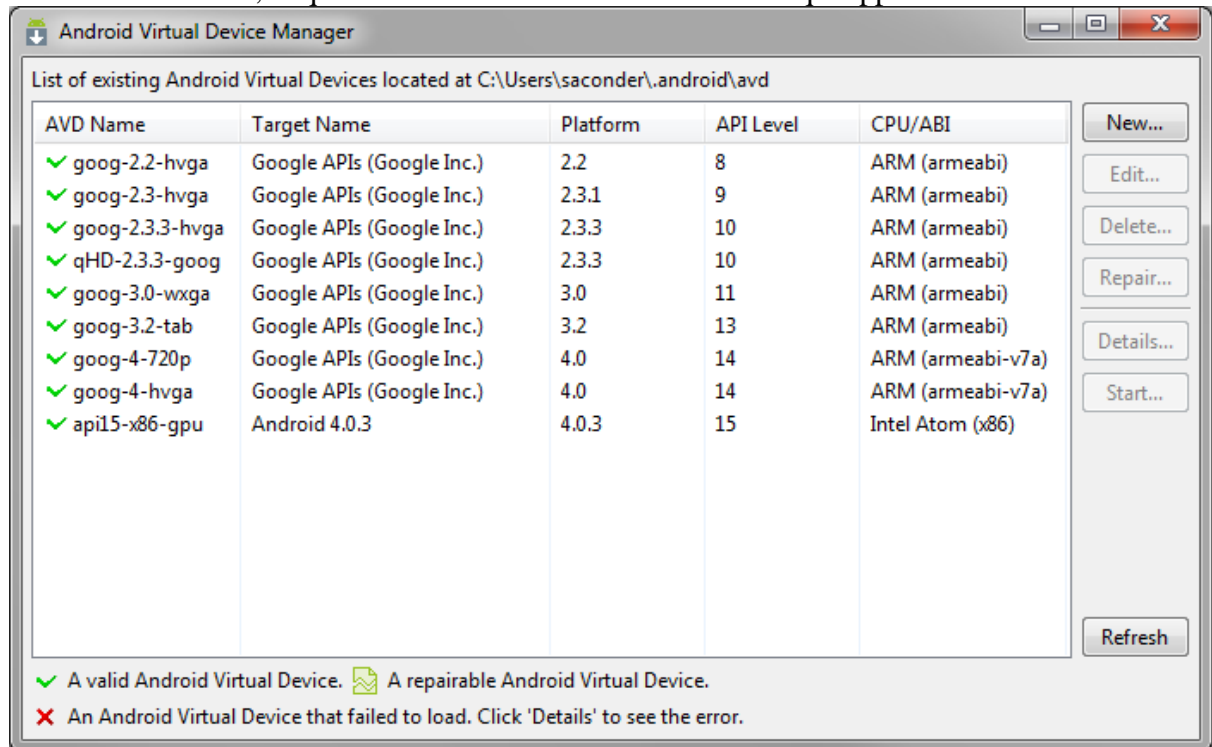 Android Virtual Device Manager
List of existing Android Virtual Devices located at C:\Users\saconder\.android\avd
AVD Name Target Name Platform API Level CPU/ABI New...
goog-2.2-hvga Google APIs (Google Inc.) 2.2 8 ARM (armeabi)
Edit...
goog-2.3-hvga Google APIs (Google Inc.) 2.3.1 9 ARM (armeabi)
goog-2.3.3-hvga Google APIs (Google Inc.) 2.3.3 10 ARM (armeabi) Delete...
qHD-2.3.3-goog Google APIs (Google Inc.) 2.3.3 10 ARM (armeabi)
Repair...
goog-3.0-wxga Google APIs (Google Inc.) 3.0 11 ARM (armeabi)
goog-3.2-tab Google APIs (Google Inc.) 3.2 13 ARM (armeabi)
Details...
goog-4-720p Google APIs (Google Inc.) 4.0 14 ARM (armeabi-v7a)
goog-4-hvga Google APIs (Google Inc.) 4.0 14 ARM (armeabi-v7a) Start...
api15-x86-gpu Android 4.0.3 4.0.3 15 Intel Atom (x86)
Refresh
A valid Android Virtual Device. A repairable Android Virtual Device.
An Android Virtual Device that failed to load. Click 'Details' to see the error.